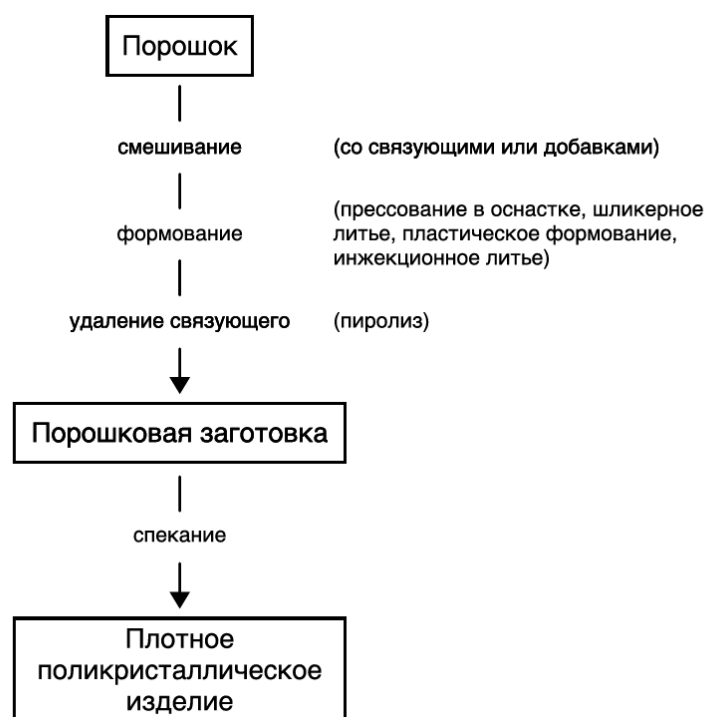 Порошок
смешивание
(со связующими или добавками)
формование
(прессование в оснастке, шликерное
литье, пластическое формование,
инжекционное литье)
удаление связующего
(пиролиз)
Порошковая заготовка
спекание
Плотное
поликристаллическое
изделие